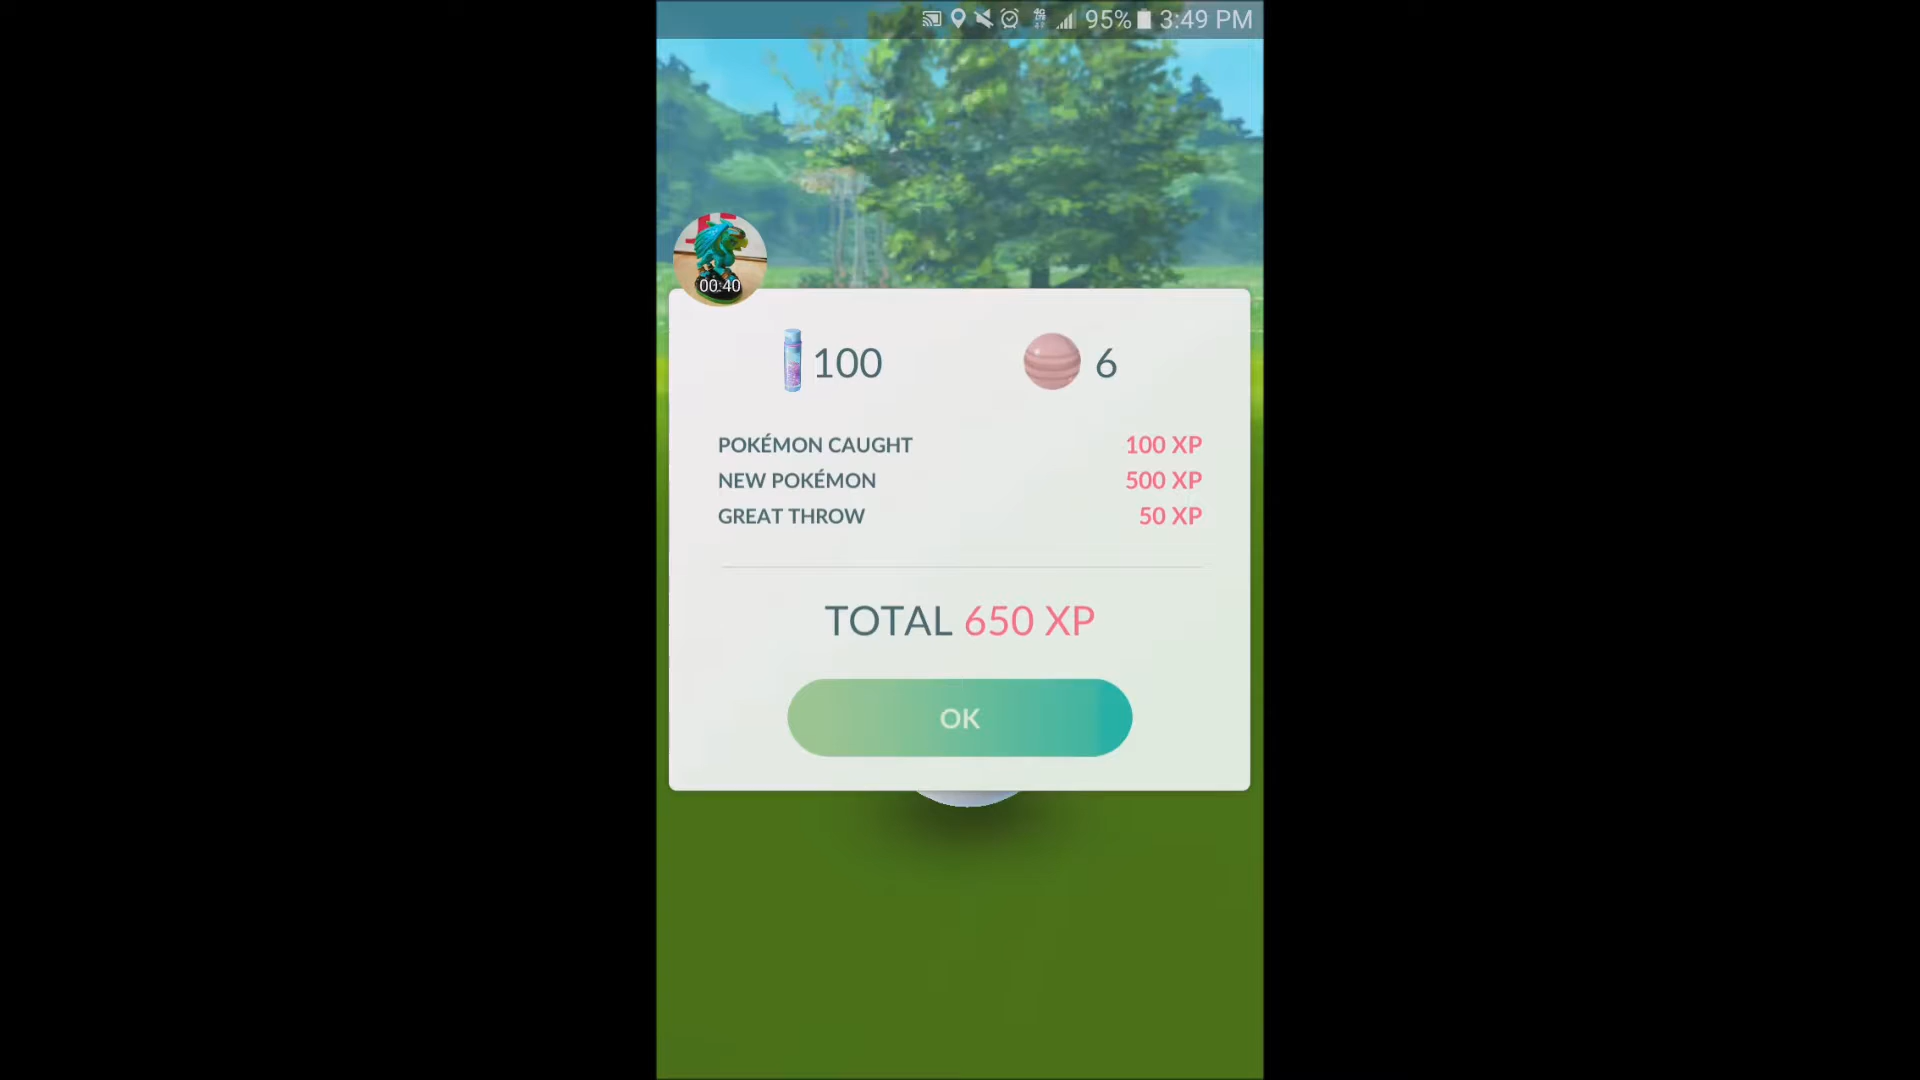 95% 3:49 PM
00:40
100 6
POKÉMON CAUGHT 100 XP
NEW POKÉMON 500 XP
GREAT THROW 50 XP
TOTAL 650 XP
OK